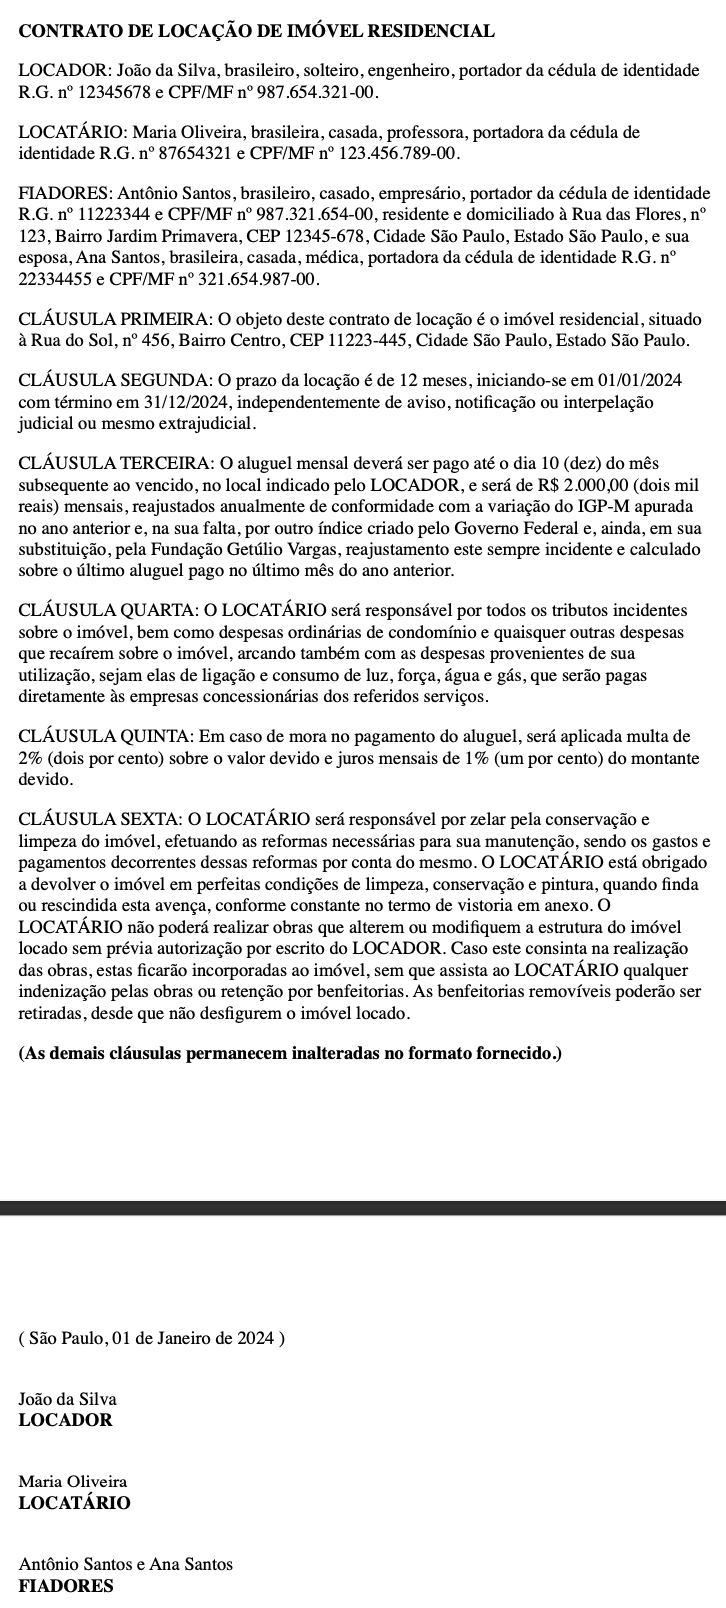 CONTRATO DE LOCAÇÃO DE IMÓVEL RESIDENCIAL
LOCADOR: João da Silva, brasileiro, solteiro, engenheiro, portador da cédula de identidade
R.G. nº 12345678 e CPF/MF nº 987.654.321-00.
LOCATÁRIO: Maria Oliveira, brasileira, casada, professora, portadora da cédula de
identidade R.G. nº 87654321 e CPF/MF nº 123.456.789-00.
FIADORES: Antônio Santos, brasileiro, casado, empresário, portador da cédula de identidade
R.G. nº 11223344 e CPF/MF nº 987.321.654-00, residente e domiciliado à Rua das Flores, nº
123, Bairro Jardim Primavera, CEP 12345-678, Cidade São Paulo, Estado São Paulo, e sua
esposa, Ana Santos, brasileira, casada, médica, portadora da cédula de identidade R.G. nº
22334455 e CPF/MF nº 321.654.987-00.
CLÁUSULA PRIMEIRA: O objeto deste contrato de locação é o imóvel residencial, situado
à Rua do Sol, nº 456, Bairro Centro, CEP 11223-445, Cidade São Paulo, Estado São Paulo.
CLÁUSULA SEGUNDA: O prazo da locação é de 12 meses, iniciando-se em 01/01/2024
com término em 31/12/2024, independentemente de aviso, notificação ou interpelação
judicial ou mesmo extrajudicial.
CLÁUSULA TERCEIRA: O aluguel mensal deverá ser pago até o dia 10 (dez) do mês
subsequente ao vencido, no local indicado pelo LOCADOR, e será de R$ 2.000,00 (dois mil
reais) mensais, reajustados anualmente de conformidade com a variação do IGP-M apurada
no ano anterior e, na sua falta, por outro índice criado pelo Governo Federal e, ainda, em sua
substituição, pela Fundação Getúlio Vargas, reajustamento este sempre incidente e calculado
sobre o último aluguel pago no último mês do ano anterior.
CLÁUSULA QUARTA: O LOCATÁRIO será responsável por todos os tributos incidentes
sobre o imóvel, bem como despesas ordinárias de condomínio e quaisquer outras despesas
que recaírem sobre o imóvel, arcando também com as despesas provenientes de sua
utilização, sejam elas de ligação e consumo de luz, força, água e gás, que serão pagas
diretamente às empresas concessionárias dos referidos serviços.
CLÁUSULA QUINTA: Em caso de mora no pagamento do aluguel, será aplicada multa de
2% (dois por cento) sobre o valor devido e juros mensais de 1% (um por cento) do montante
devido.
CLÁUSULA SEXTA: O LOCATÁRIO será responsável por zelar pela conservação e
limpeza do imóvel, efetuando as reformas necessárias para sua manutenção, sendo os gastos e
pagamentos decorrentes dessas reformas por conta do mesmo. O LOCATÁRIO está obrigado
a devolver o imóvel em perfeitas condições de limpeza, conservação e pintura, quando finda
ou rescindida esta avença, conforme constante no termo de vistoria em anexo. O
LOCATÁRIO não poderá realizar obras que alterem ou modifiquem a estrutura do imóvel
locado sem prévia autorização por escrito do LOCADOR. Caso este consinta na realização
das obras, estas ficarão incorporadas ao imóvel, sem que assista ao LOCATÁRIO qualquer
indenização pelas obras ou retenção por benfeitorias. As benfeitorias removíveis poderão ser
retiradas, desde que não desfigurem o imóvel locado.
(As demais cláusulas permanecem inalteradas no formato fornecido.)
( São Paulo, 01 de Janeiro de 2024 )
João da Silva
LOCADOR
Maria Oliveira
LOCATÁRIO
Antônio Santos e Ana Santos
FIADORES